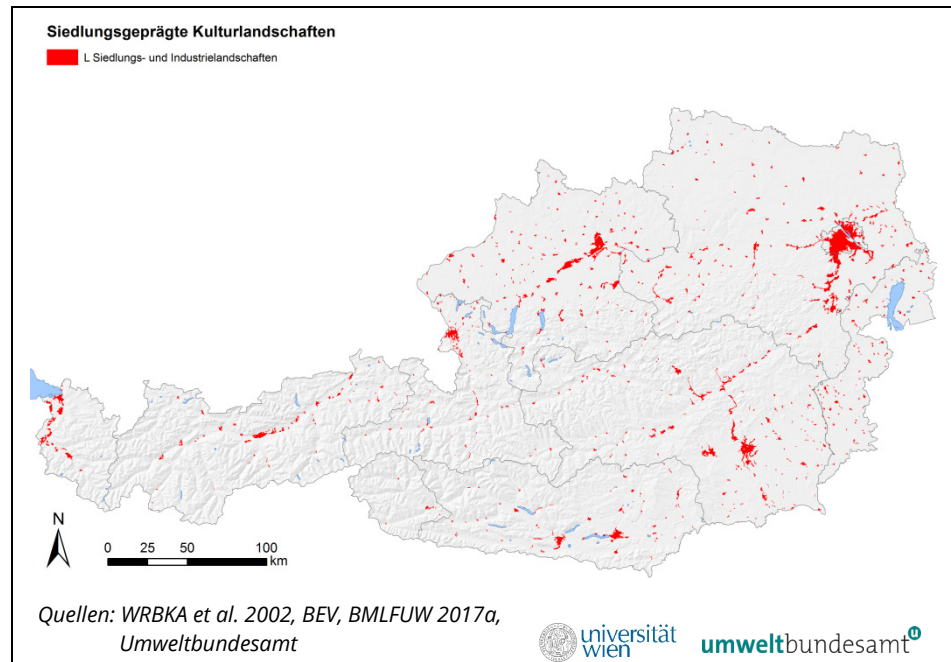 Siedlungsgeprägte Kulturlandschaften
L Siedlungs- und Industrielandschaften
N
0 25 50 100
km
Quellen: WRBKA et al. 2002, BEV, BMLFUW 2017a,
Umweltbundesamt
universität
wien
umweltbundesamt
u